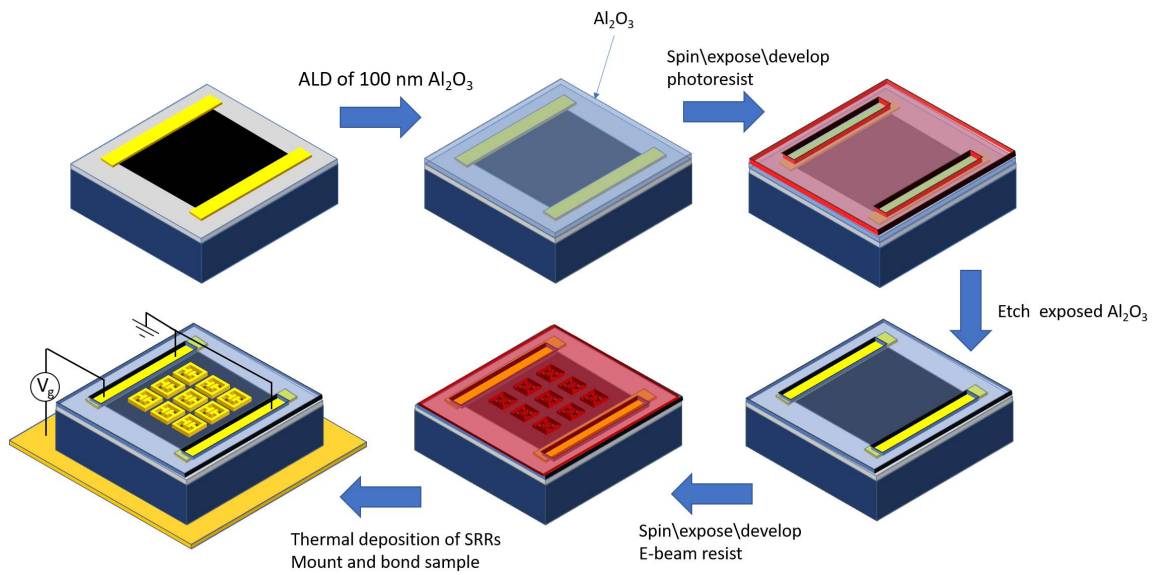 Al₂O₃
ALD of 100 nm Al₂O₃
Spin\expose\develop
photoresist
Etch  exposed Al₂O₃
Spin\expose\develop
E-beam resist
Thermal deposition of SRRs
Mount and bond sample
Vg